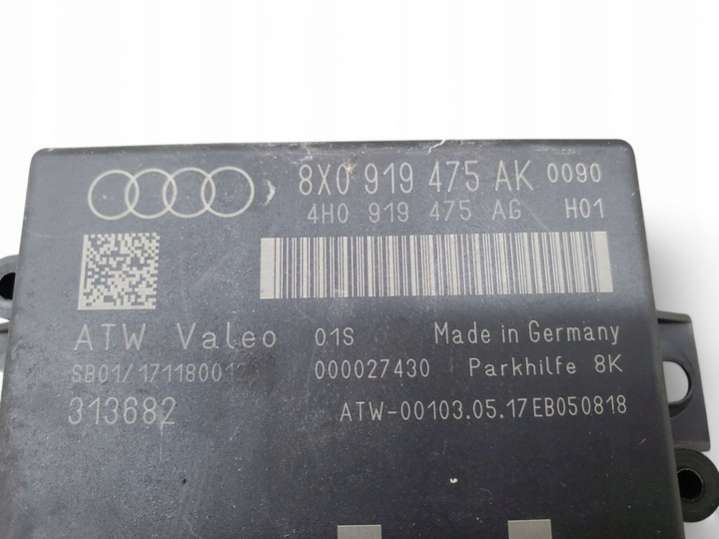 8X0 919 475 AK 0090
4H0 919 475 AG H01
ATW Valeo 01S Made in Germany
000027430 Parkhilfe 8K
313682 ATW-00103.05.17EB050818